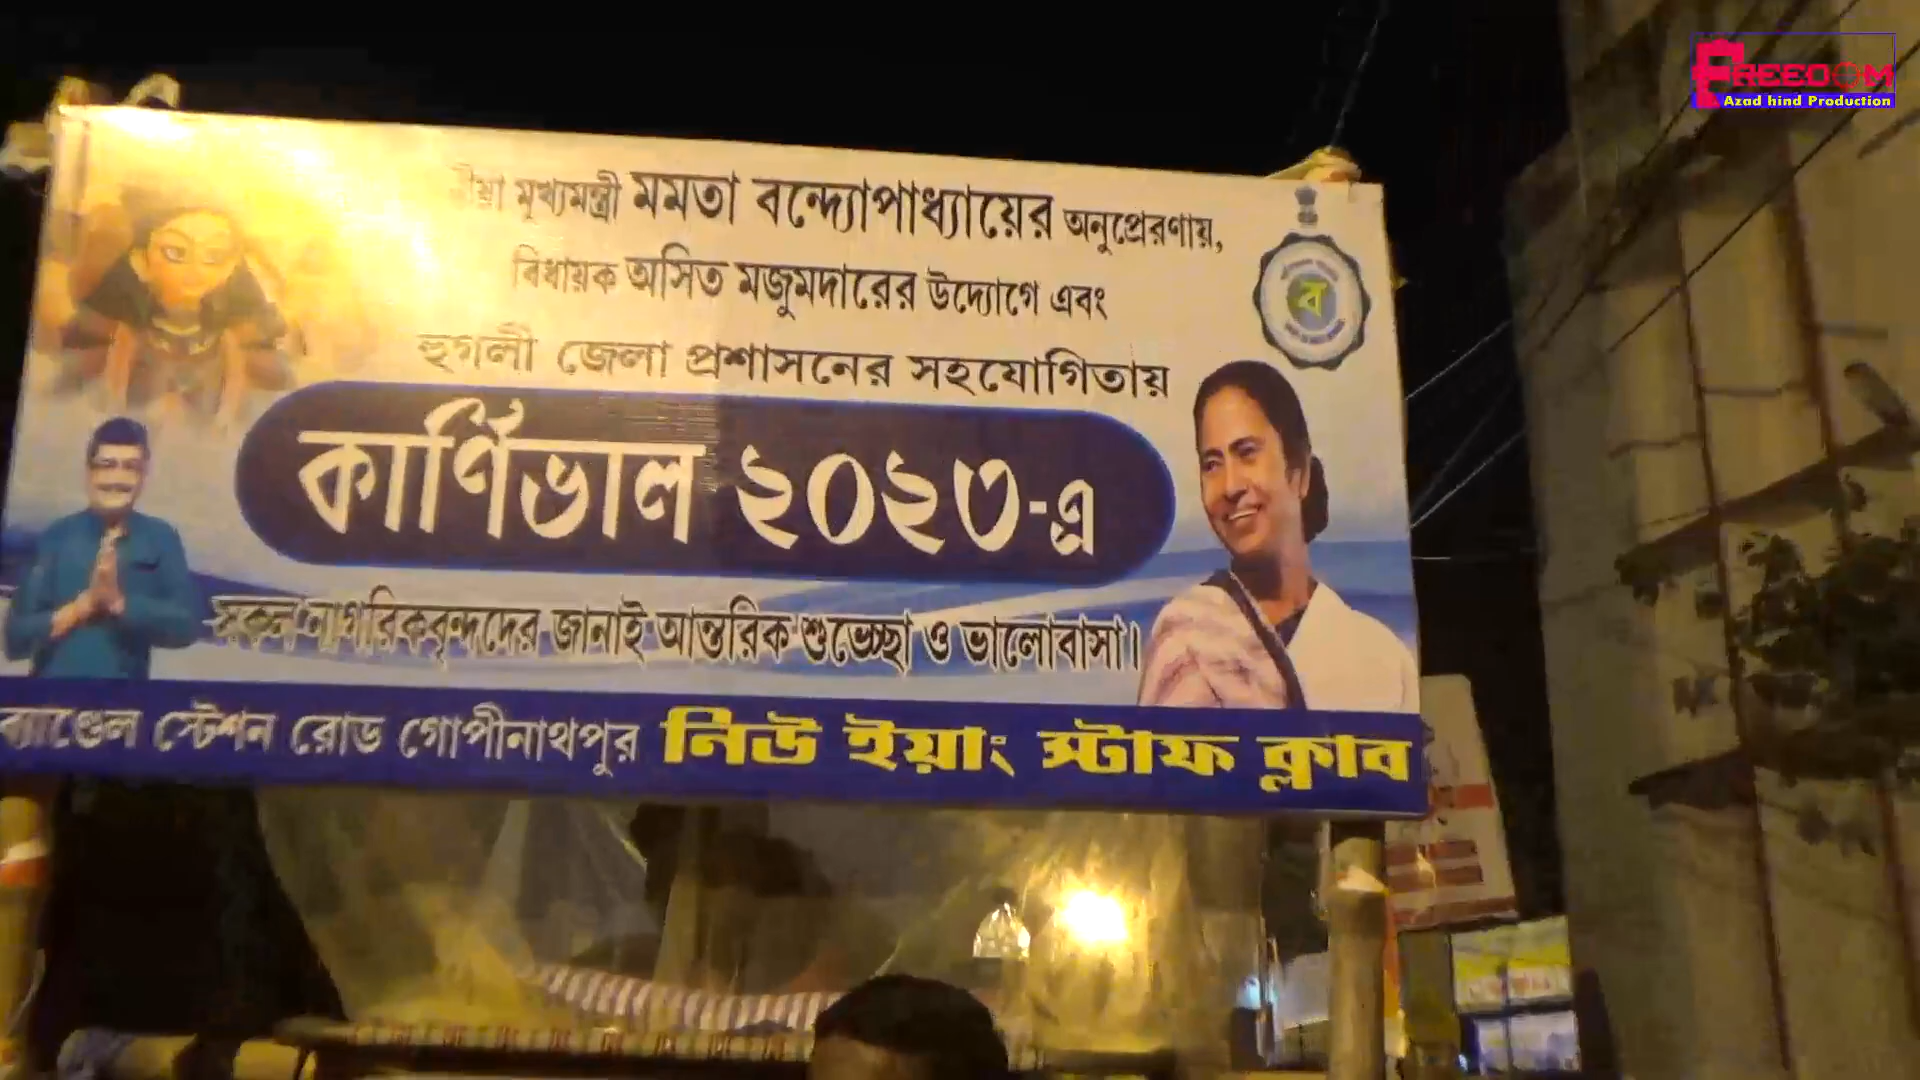 FREEDOM
Azad hind Production
মুখ্যমন্ত্রী মমতা বন্দ্যোপাধ্যায়ের অনুপ্রেরণায়,
বিধায়ক অসিত মজুমদারের উদ্যোগে এবং
হুগলী জেলা প্রশাসনের সহযোগিতায়
কার্ণিভাল ২০২৩-এ
সকল নাগরিকবৃন্দদের জানাই আন্তরিক শুভেচ্ছা ও ভালোবাসা।
ব্যাণ্ডেল স্টেশন রোড গোপীনাথপুর নিউ ইয়াং স্টাফ ক্লাব
ব